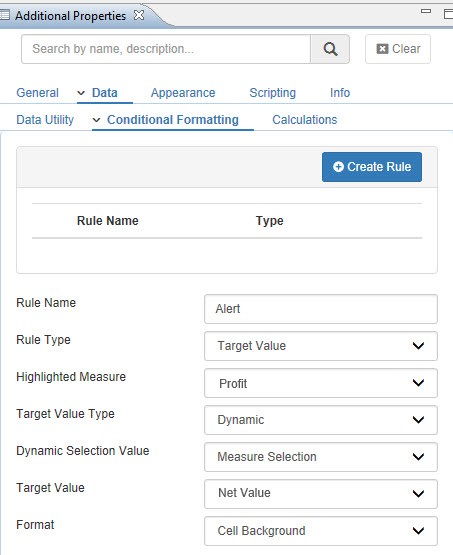 Additional Properties
Search by name, description...
Clear
General Data Appearance Scripting Info
Data Utility Conditional Formatting Calculations
Create Rule
Rule Name Type
Rule Name Alert
Rule Type Target Value
Highlighted Measure Profit
Target Value Type Dynamic
Dynamic Selection Value Measure Selection
Target Value Net Value
Format Cell Background